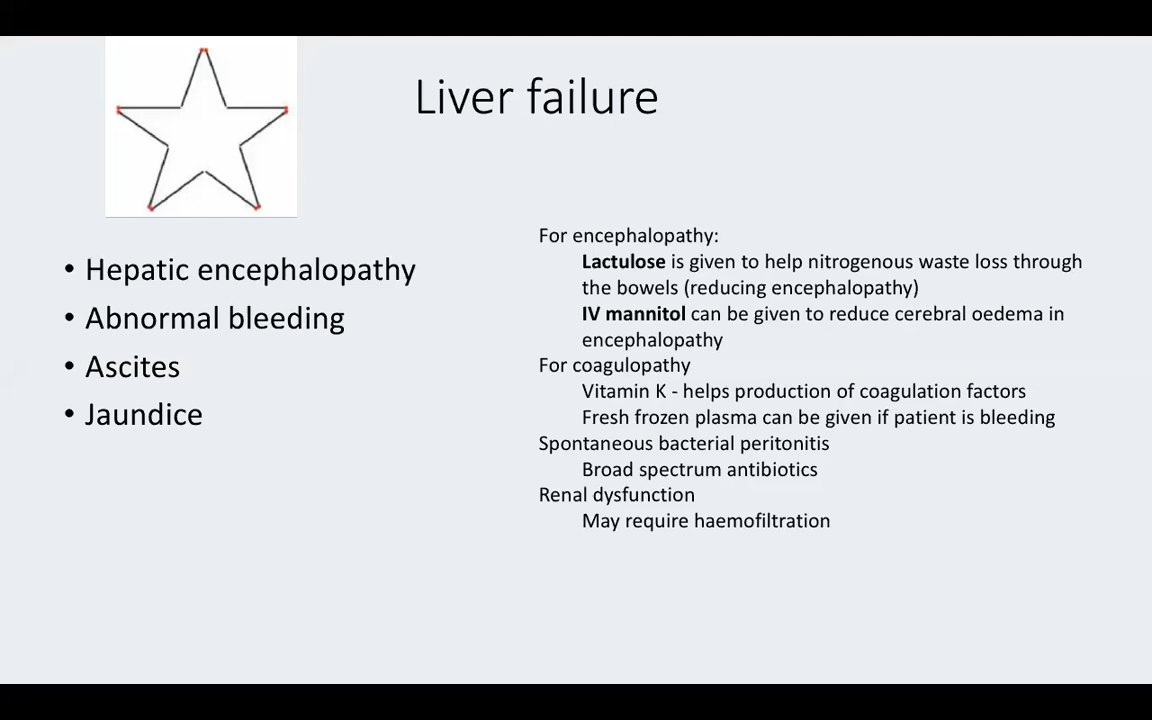 Liver failure
• Hepatic encephalopathy
• Abnormal bleeding
• Ascites
• Jaundice
For encephalopathy:
Lactulose is given to help nitrogenous waste loss through
the bowels (reducing encephalopathy)
IV mannitol can be given to reduce cerebral oedema in
encephalopathy
For coagulopathy
Vitamin K - helps production of coagulation factors
Fresh frozen plasma can be given if patient is bleeding
Spontaneous bacterial peritonitis
Broad spectrum antibiotics
Renal dysfunction
May require haemofiltration